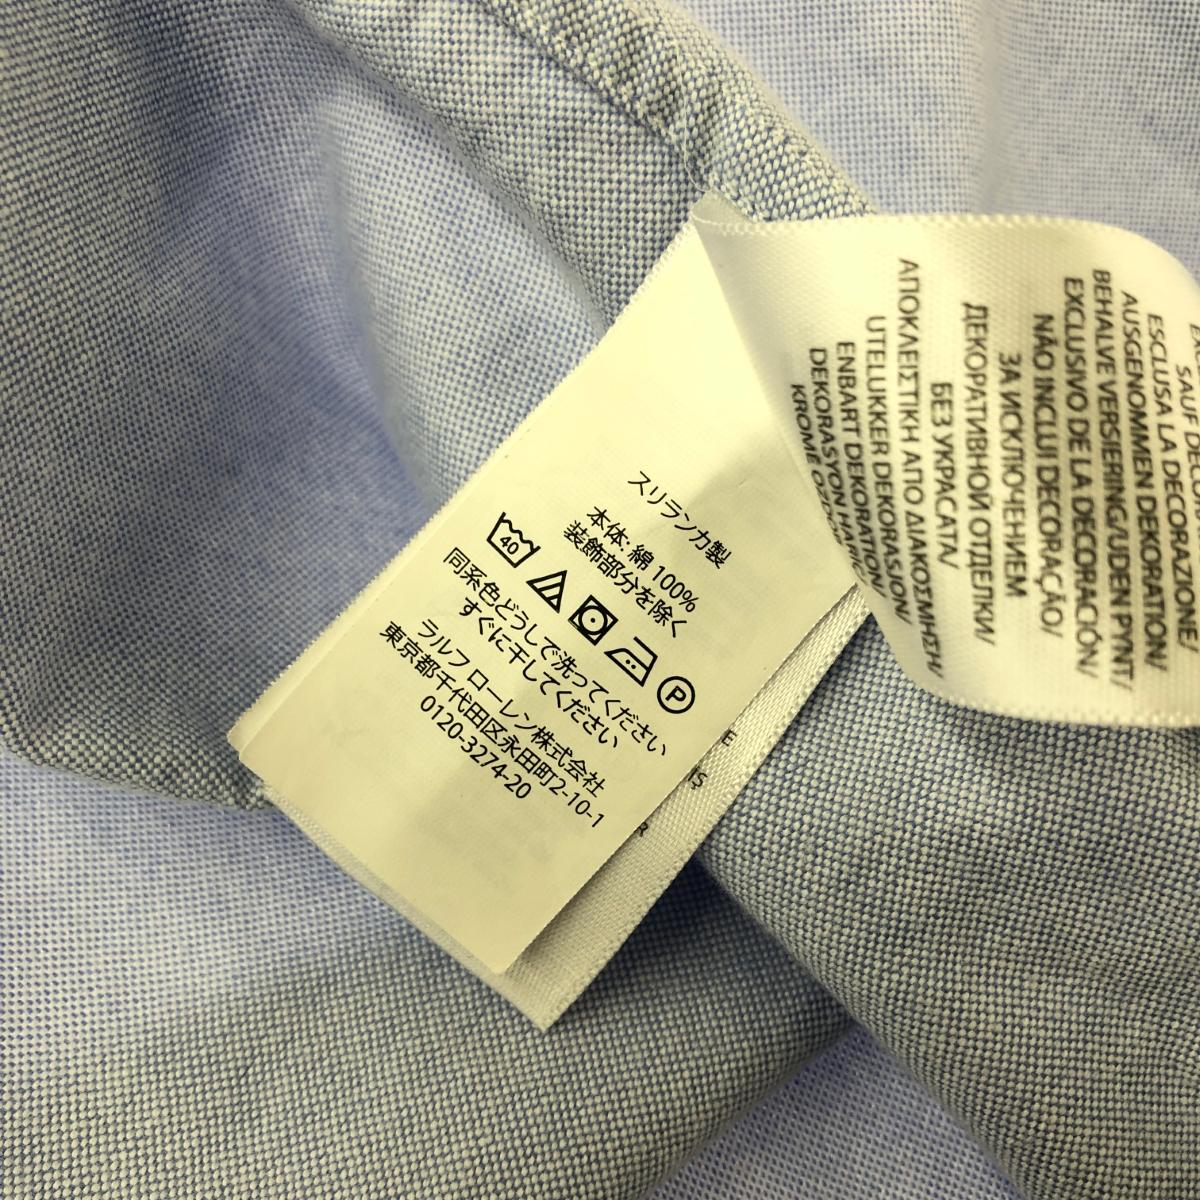 スリランカ製
本体: 綿 100%
装飾部分を除く
40
P
同系色どうしで洗ってください
すぐに干してください
ラルフ ローレン株式会社
東京都千代田区永田町2-10-1
0120-3274-20
SAUF
ESCLUSA LA DECORAZIONE/
AUSGENOMMEN DEKORATION/
BEHALVE VERSIERING/UDEN PYNT/
EXCLUSIVO DE LA DECORACIÓN/
NÃO INCLUI DECORAÇÃO/
ЗА ИСКЛЮЧЕНИЕМ
ДЕКОРАТИВНОЙ ОТДЕЛКИ/
БЕЗ УКРАСАТА/
ΑΠΟΚΛΕΙΣΤΙΚΗ ΑΠΟ ΔΙΑΚΟΣΜΗΣΗ/
UTELUKKER DEKORASJON/
ENBART DEKORATION/
DEKORASYON HARİÇ/
KROMĚ